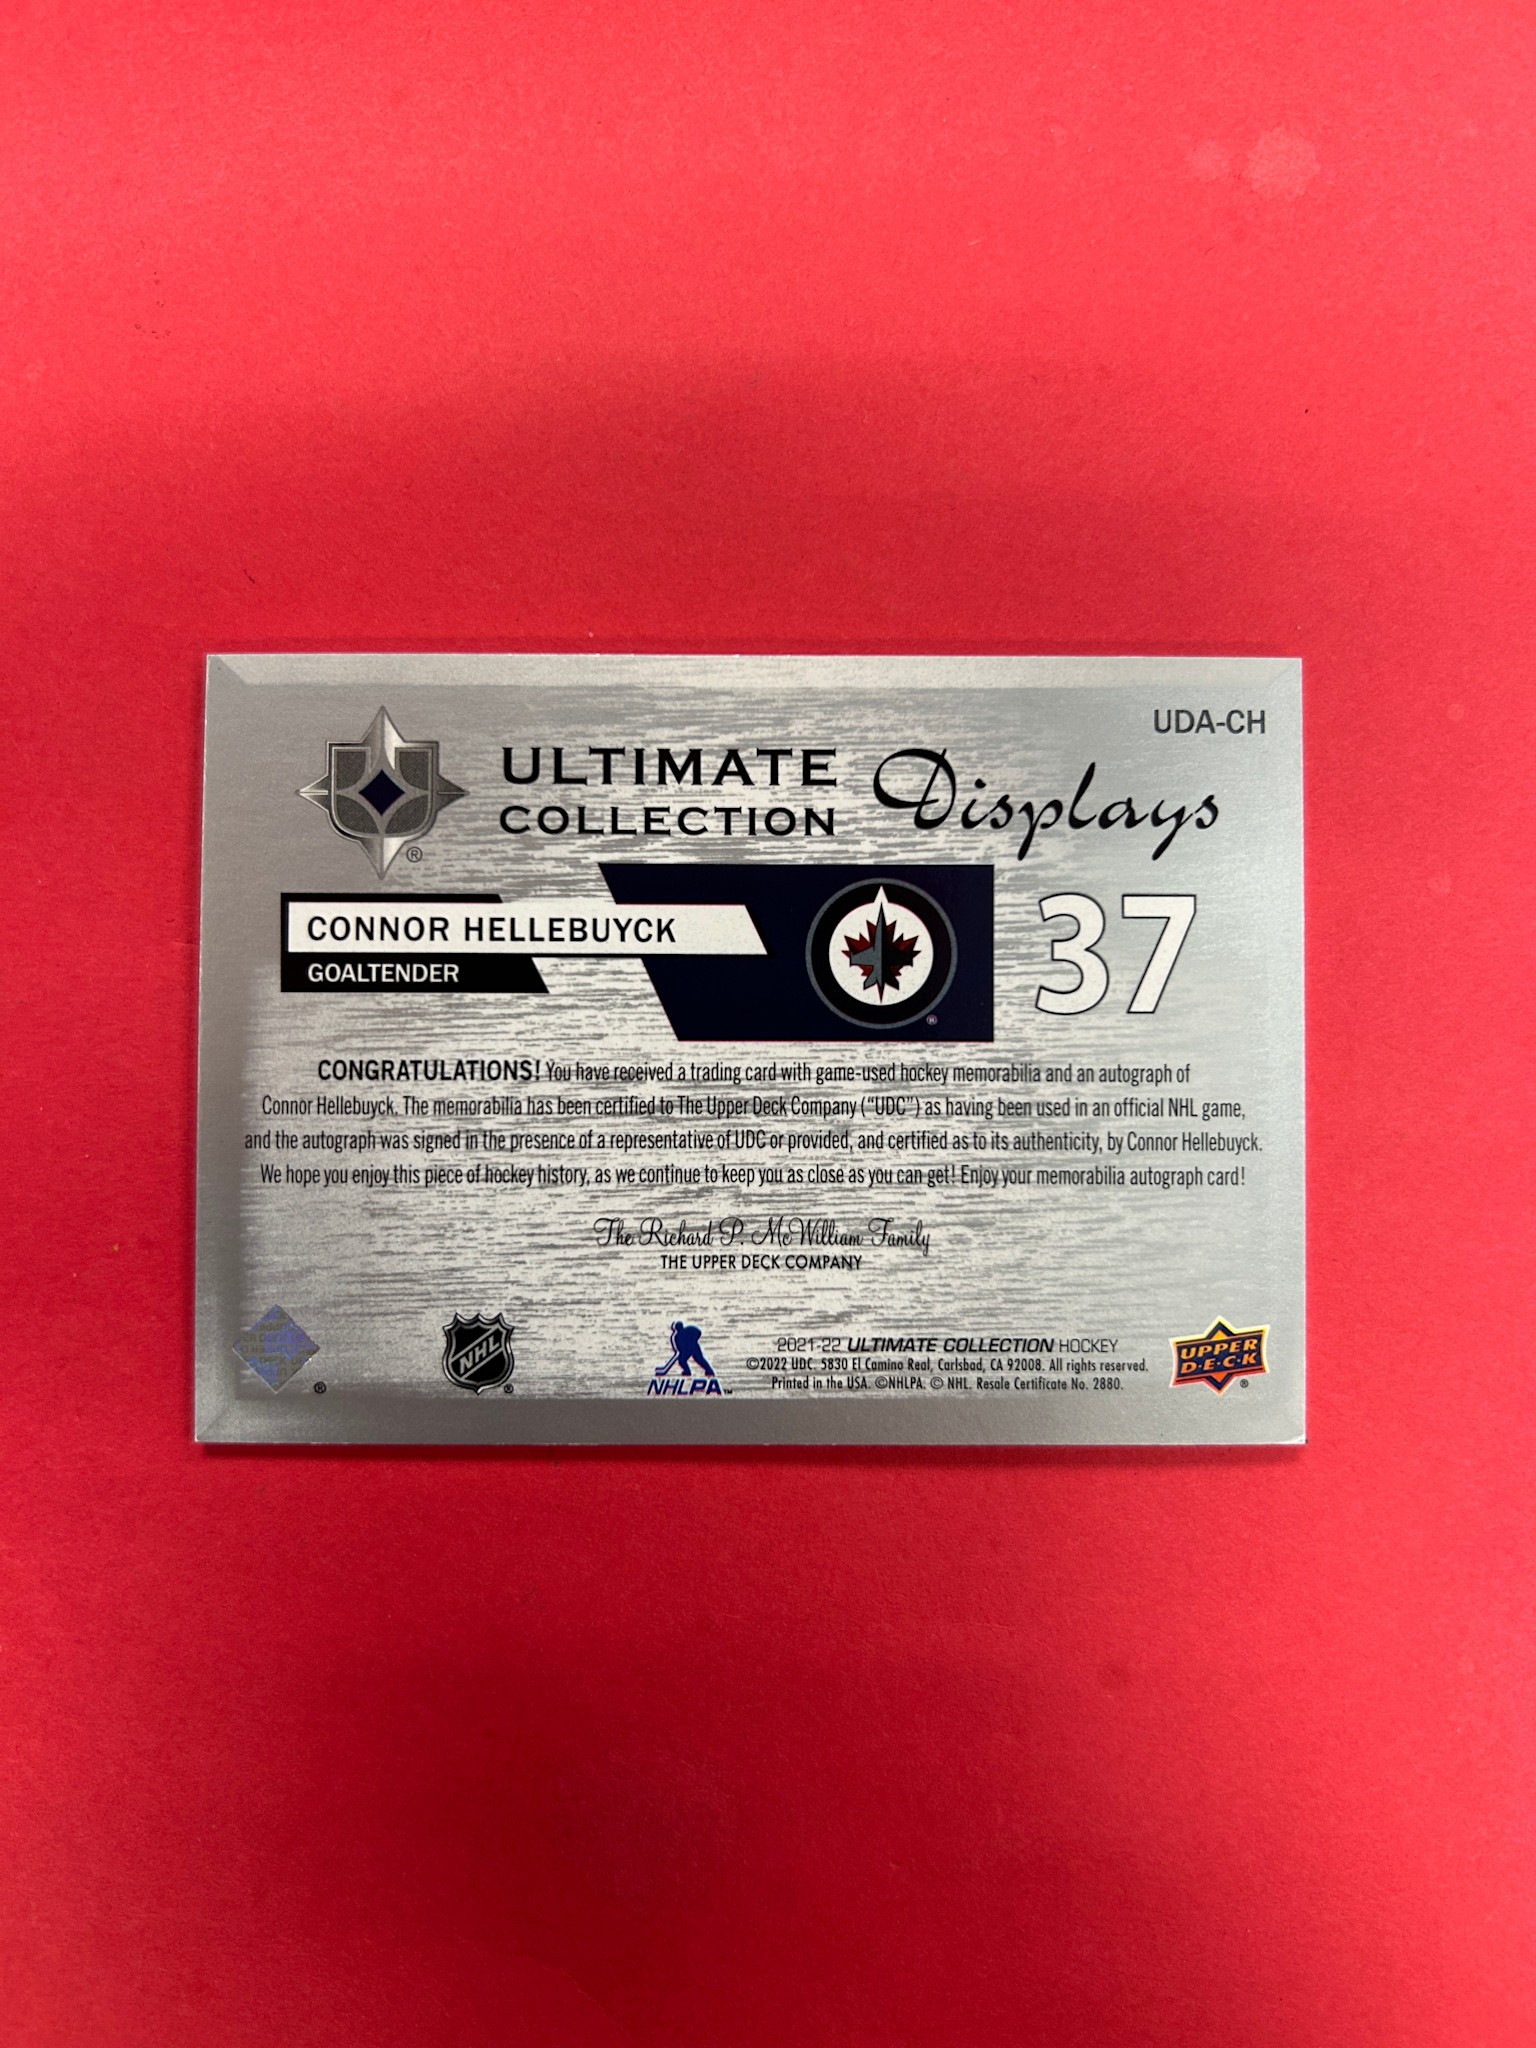 UDA-CH
ULTIMATE
COLLECTION
Displays
®
CONNOR HELLEBUYCK
GOALTENDER
37
®
CONGRATULATIONS! You have received a trading card with game-used hockey memorabilia and an autograph of
Connor Hellebuyck. The memorabilia has been certified to The Upper Deck Company (“UDC”) as having been used in an official NHL game,
and the autograph was signed in the presence of a representative of UDC or provided, and certified as to its authenticity, by Connor Hellebuyck.
We hope you enjoy this piece of hockey history, as we continue to keep you as close as you can get! Enjoy your memorabilia autograph card!
The Richard P. McWilliam Family
THE UPPER DECK COMPANY
®
NHL
®
NHLPA™
2021-22 ULTIMATE COLLECTION HOCKEY
©2022 UDC. 5830 El Camino Real, Carlsbad, CA 92008. All rights reserved.
Printed in the USA. ©NHLPA. © NHL. Resale Certificate No. 2880.
UPPER
D·E·C·K
®